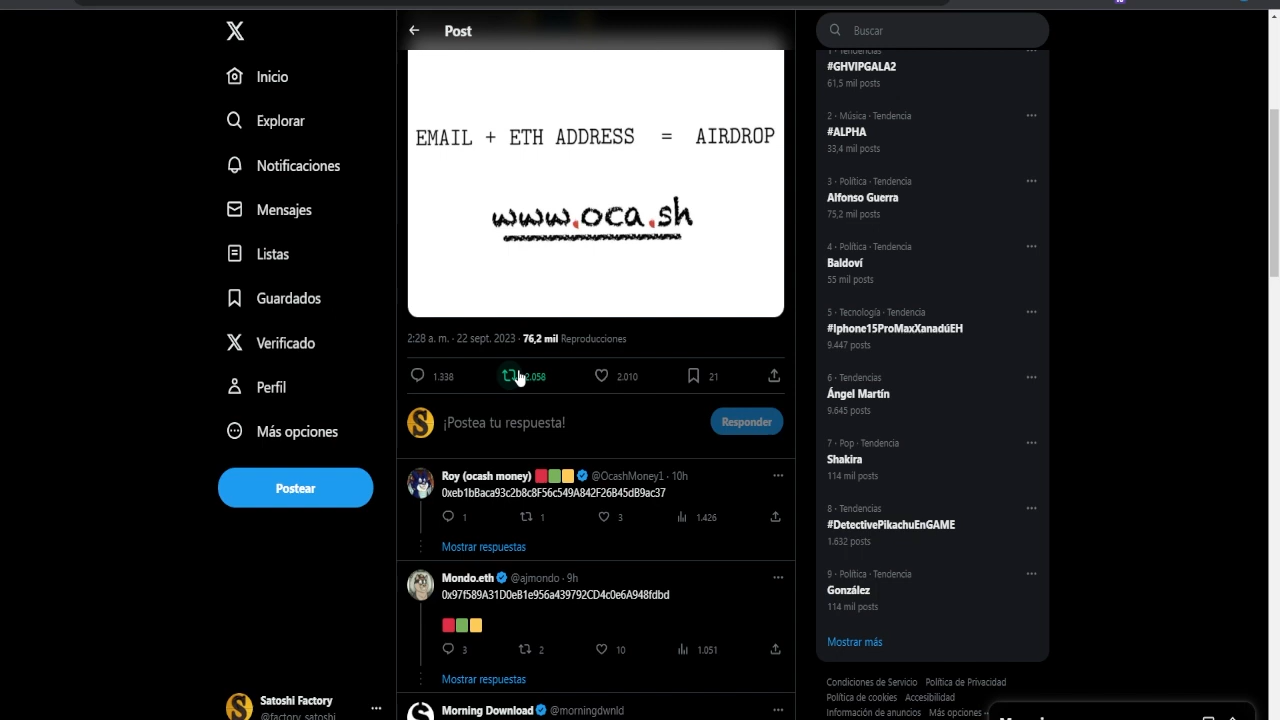 Post
Inicio
Explorar
Notificaciones
Mensajes
Listas
Guardados
Verificado
Perfil
Más opciones
Postear
Satoshi Factory
@factory_satoshi
EMAIL + ETH ADDRESS = AIRDROP
www.oca.sh
2:28 a. m. · 22 sept. 2023 · 76,2 mil Reproducciones
1.338 2.058 2.010 21
¡Postea tu respuesta!
Responder
Roy (ocash money) @OcashMoney1 · 10h
0xeb1bBaca93c2b8c8F56c549A842F26B45dB9ac37
1 1 3 1.426
Mostrar respuestas
Mondo.eth @ajmondo · 9h
0x97f589A31D0eB1e956a439792CD4c0e6A948fdbd
3 2 10 1.051
Mostrar respuestas
Morning Download @morningdwnld
Buscar
1 · Tendencias
#GHVIPGALA2
61,5 mil posts
2 · Música · Tendencia
#ALPHA
33,4 mil posts
3 · Política · Tendencia
Alfonso Guerra
75,2 mil posts
4 · Política · Tendencia
Baldoví
55 mil posts
5 · Tecnología · Tendencia
#Iphone15ProMaxXanadúEH
9.447 posts
6 · Tendencias
Ángel Martín
9.645 posts
7 · Pop · Tendencia
Shakira
114 mil posts
8 · Tendencias
#DetectivePikachuEnGAME
1.632 posts
9 · Política · Tendencia
González
114 mil posts
Mostrar más
Condiciones de Servicio Política de Privacidad
Política de cookies Accesibilidad
Información de anuncios Más opciones